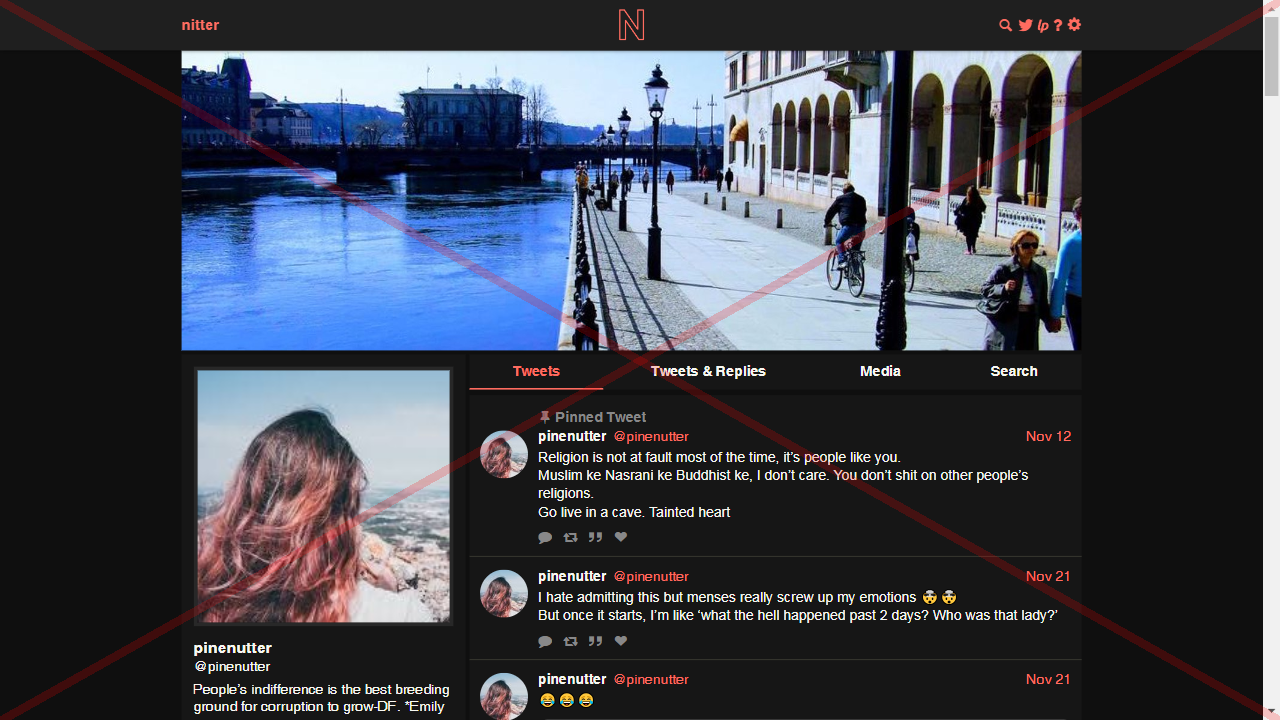 nitter
N
lp ?
Tweets
Tweets & Replies
Media
Search
Pinned Tweet
pinenutter @pinenutter Nov 12
Religion is not at fault most of the time, it’s people like you.
Muslim ke Nasrani ke Buddhist ke, I don’t care. You don’t shit on other people’s
religions.
Go live in a cave. Tainted heart
pinenutter @pinenutter Nov 21
I hate admitting this but menses really screw up my emotions 🤯 🤯
But once it starts, I’m like ‘what the hell happened past 2 days? Who was that lady?’
pinenutter @pinenutter Nov 21
😂 😂 😂
pinenutter
@pinenutter
People’s indifference is the best breeding
ground for corruption to grow-DF. *Emily